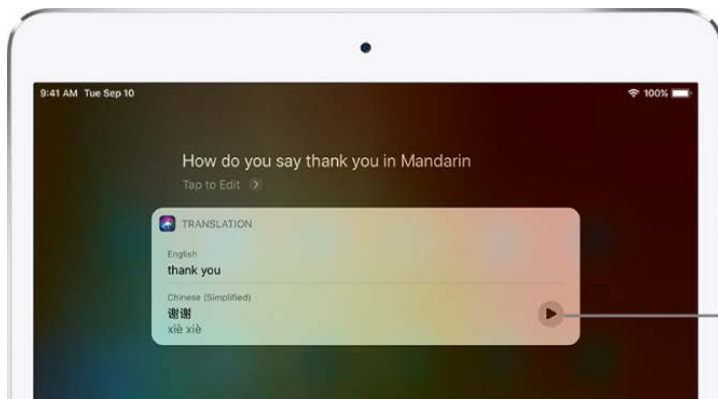 9:41 AM Tue Sep 10
100%
How do you say thank you in Mandarin
Tap to Edit
TRANSLATION
English
thank you
Chinese (Simplified)
谢谢
xiè xiè